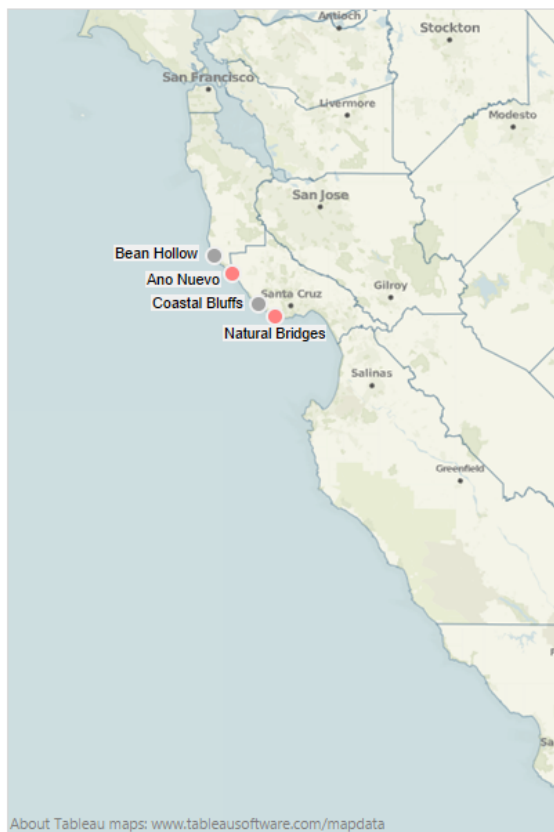 Antioch
Stockton
San Francisco
Livermore
Modesto
San Jose
Bean Hollow
Ano Nuevo
Gilroy
Coastal Bluffs
Santa Cruz
Natural Bridges
Salinas
Greenfield
About Tableau maps: www.tableausoftware.com/mapdata